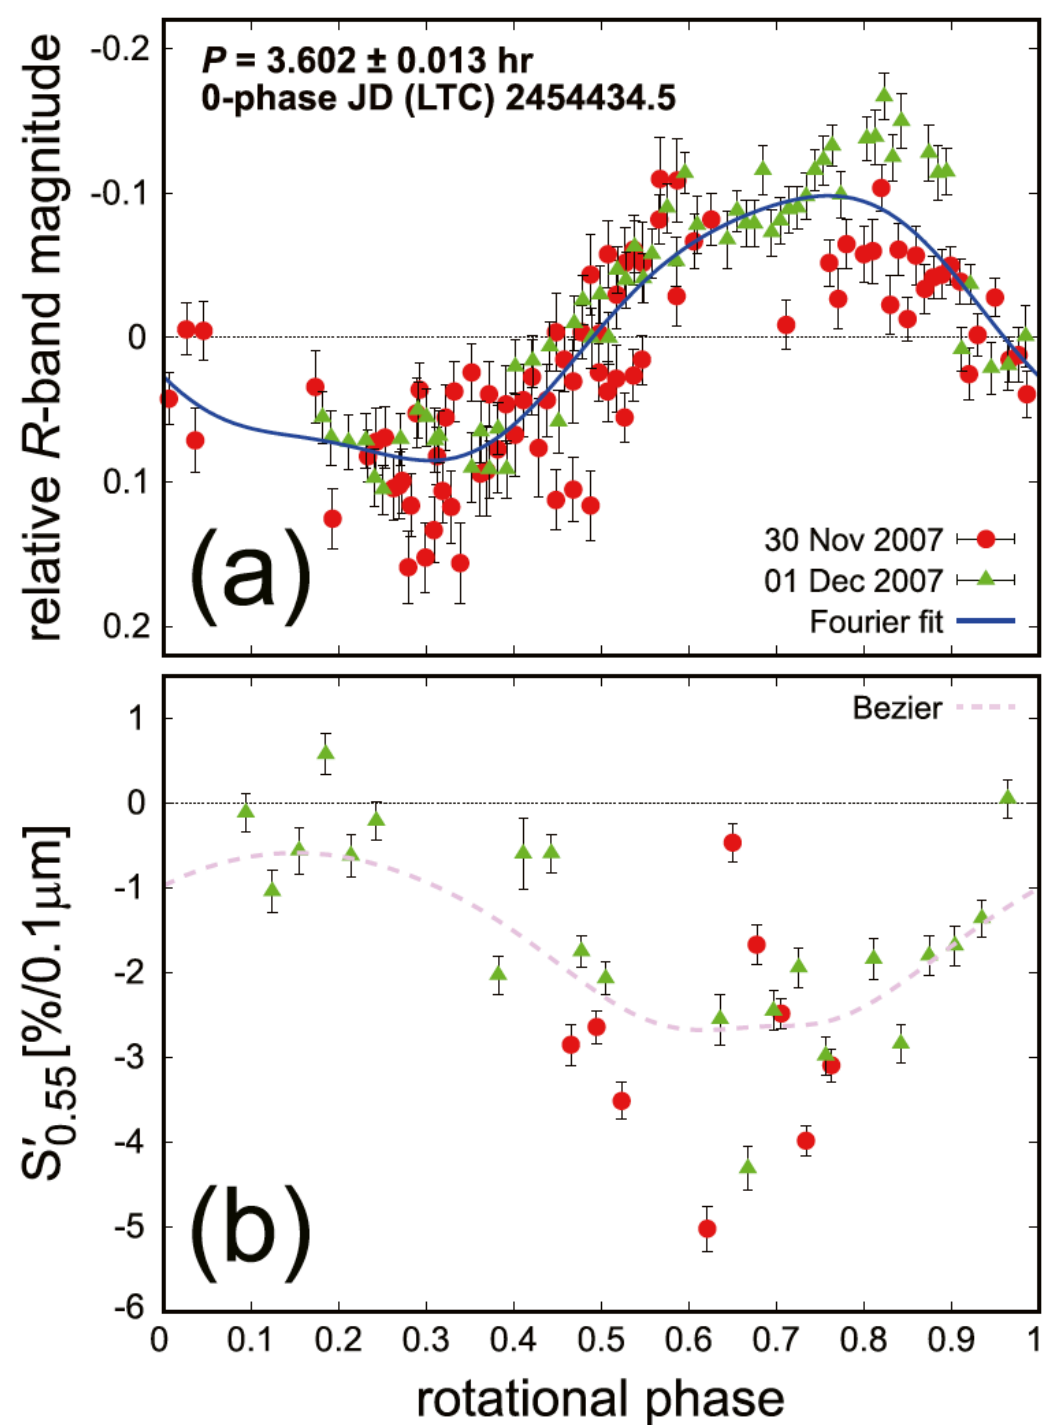 P = 3.602 ± 0.013 hr
0-phase JD (LTC) 2454434.5
relative R-band magnitude
-0.2
-0.1
0
0.1
0.2
(a)
30 Nov 2007
01 Dec 2007
Fourier fit
Bezier
S′0.55 [%/0.1μm]
1
0
-1
-2
-3
-4
-5
-6
(b)
0 0.1 0.2 0.3 0.4 0.5 0.6 0.7 0.8 0.9 1
rotational phase